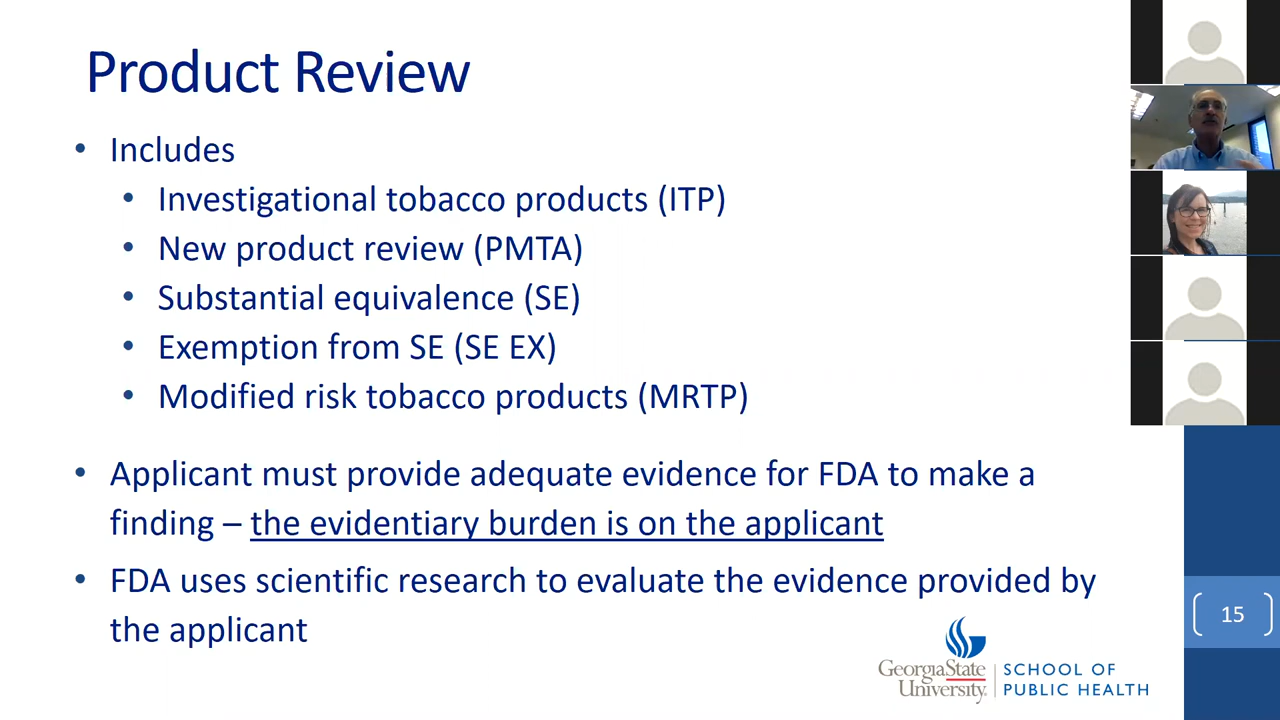 Product Review
• Includes
• Investigational tobacco products (ITP)
• New product review (PMTA)
• Substantial equivalence (SE)
• Exemption from SE (SE EX)
• Modified risk tobacco products (MRTP)
• Applicant must provide adequate evidence for FDA to make a
finding – the evidentiary burden is on the applicant
• FDA uses scientific research to evaluate the evidence provided by
the applicant
15
GeorgiaState
University.
SCHOOL OF
PUBLIC HEALTH